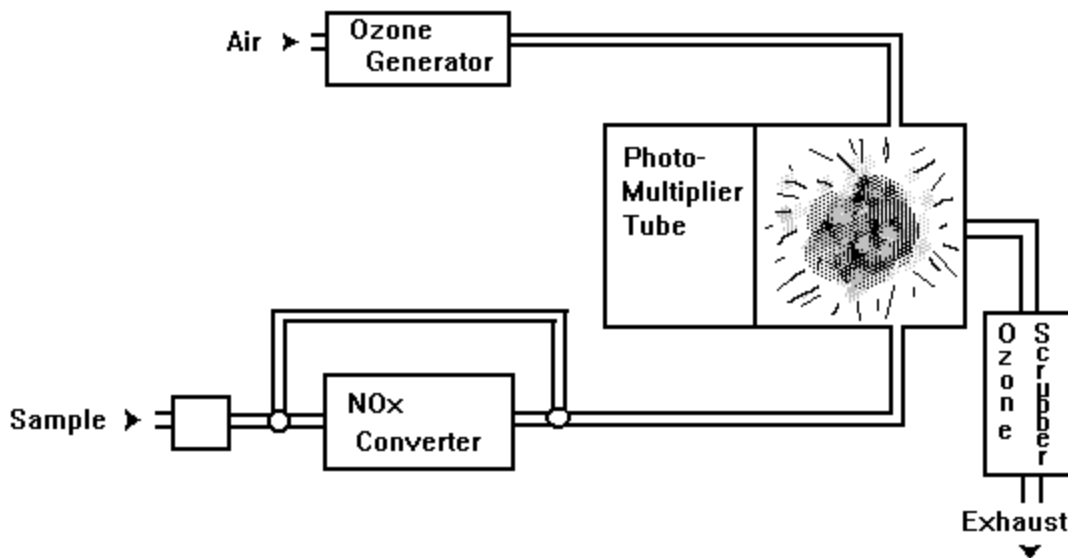 Air
Ozone
Generator
Photo-
Multiplier
Tube
Sample
NOx
Converter
Ozone
Scrubber
Exhaust